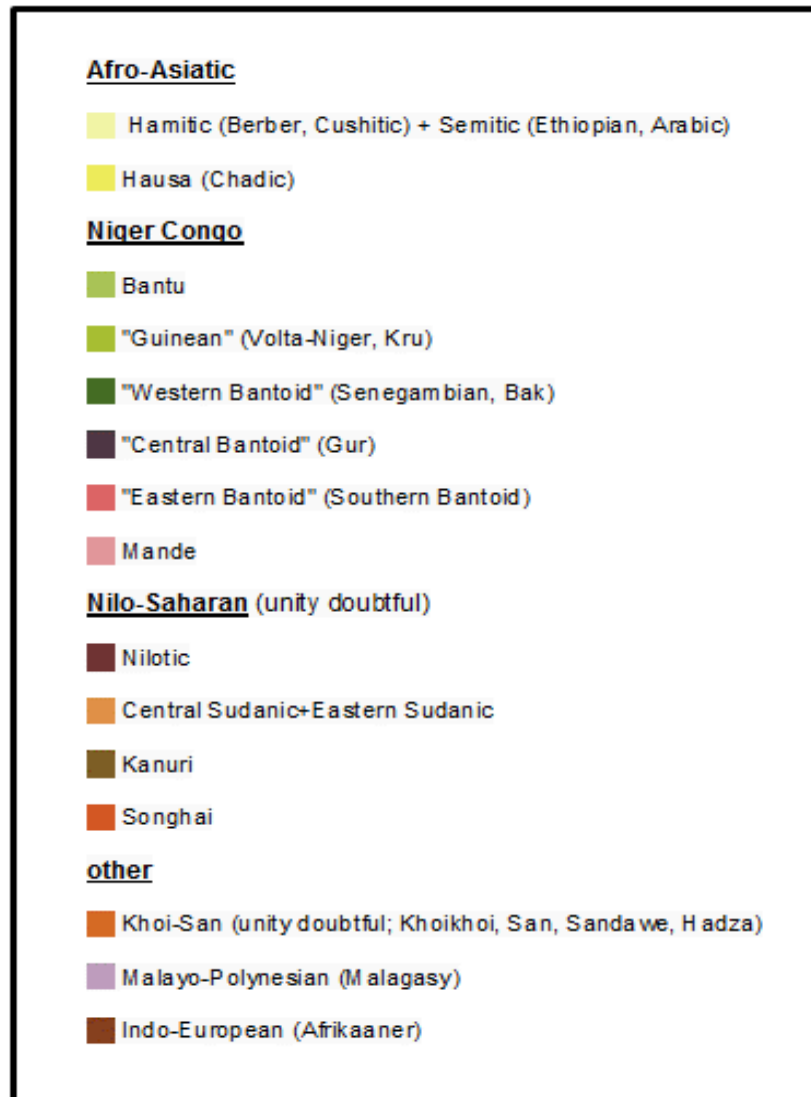 Afro-Asiatic
Hamitic (Berber, Cushitic) + Semitic (Ethiopian, Arabic)
Hausa (Chadic)
Niger Congo
Bantu
"Guinean" (Volta-Niger, Kru)
"Western Bantoid" (Senegambian, Bak)
"Central Bantoid" (Gur)
"Eastern Bantoid" (Southern Bantoid)
Mande
Nilo-Saharan (unity doubtful)
Nilotic
Central Sudanic+Eastern Sudanic
Kanuri
Songhai
other
Khoi-San (unity doubtful; Khoikhoi, San, Sandawe, Hadza)
Malayo-Polynesian (Malagasy)
Indo-European (Afrikaaner)